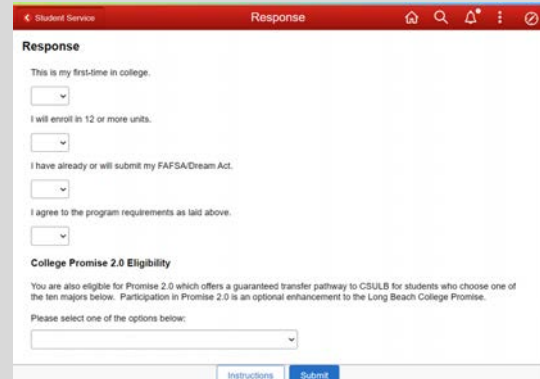 Student Service
Response
Response
This is my first-time in college.
I will enroll in 12 or more units.
I have already or will submit my FAFSA/Dream Act.
I agree to the program requirements as laid above.
College Promise 2.0 Eligibility
You are also eligible for Promise 2.0 which offers a guaranteed transfer pathway to CSULB for students who choose one of
the ten majors below. Participation in Promise 2.0 is an optional enhancement to the Long Beach College Promise.
Please select one of the options below:
Instructions
Submit